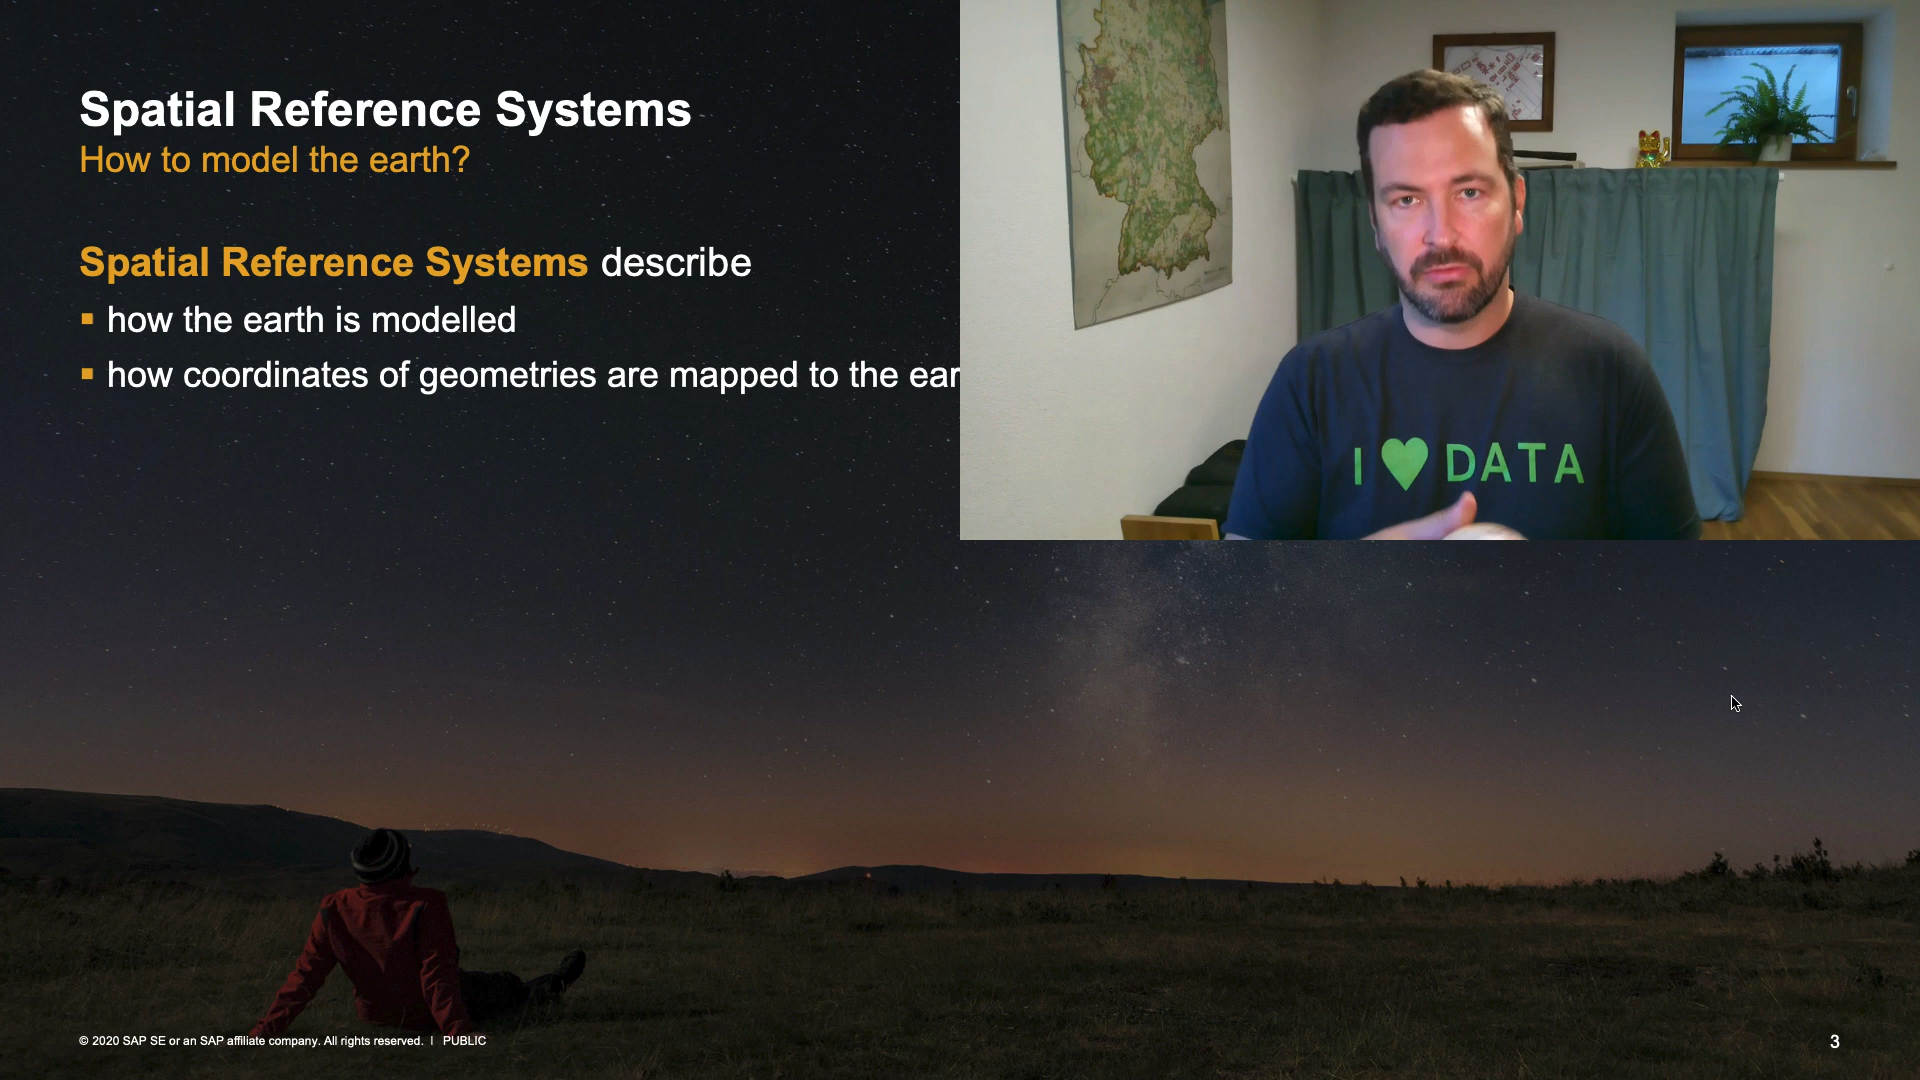 Spatial Reference Systems
How to model the earth?
Spatial Reference Systems describe
▪ how the earth is modelled
▪ how coordinates of geometries are mapped to the ear
I ♥ DATA
© 2020 SAP SE or an SAP affiliate company. All rights reserved. | PUBLIC
3